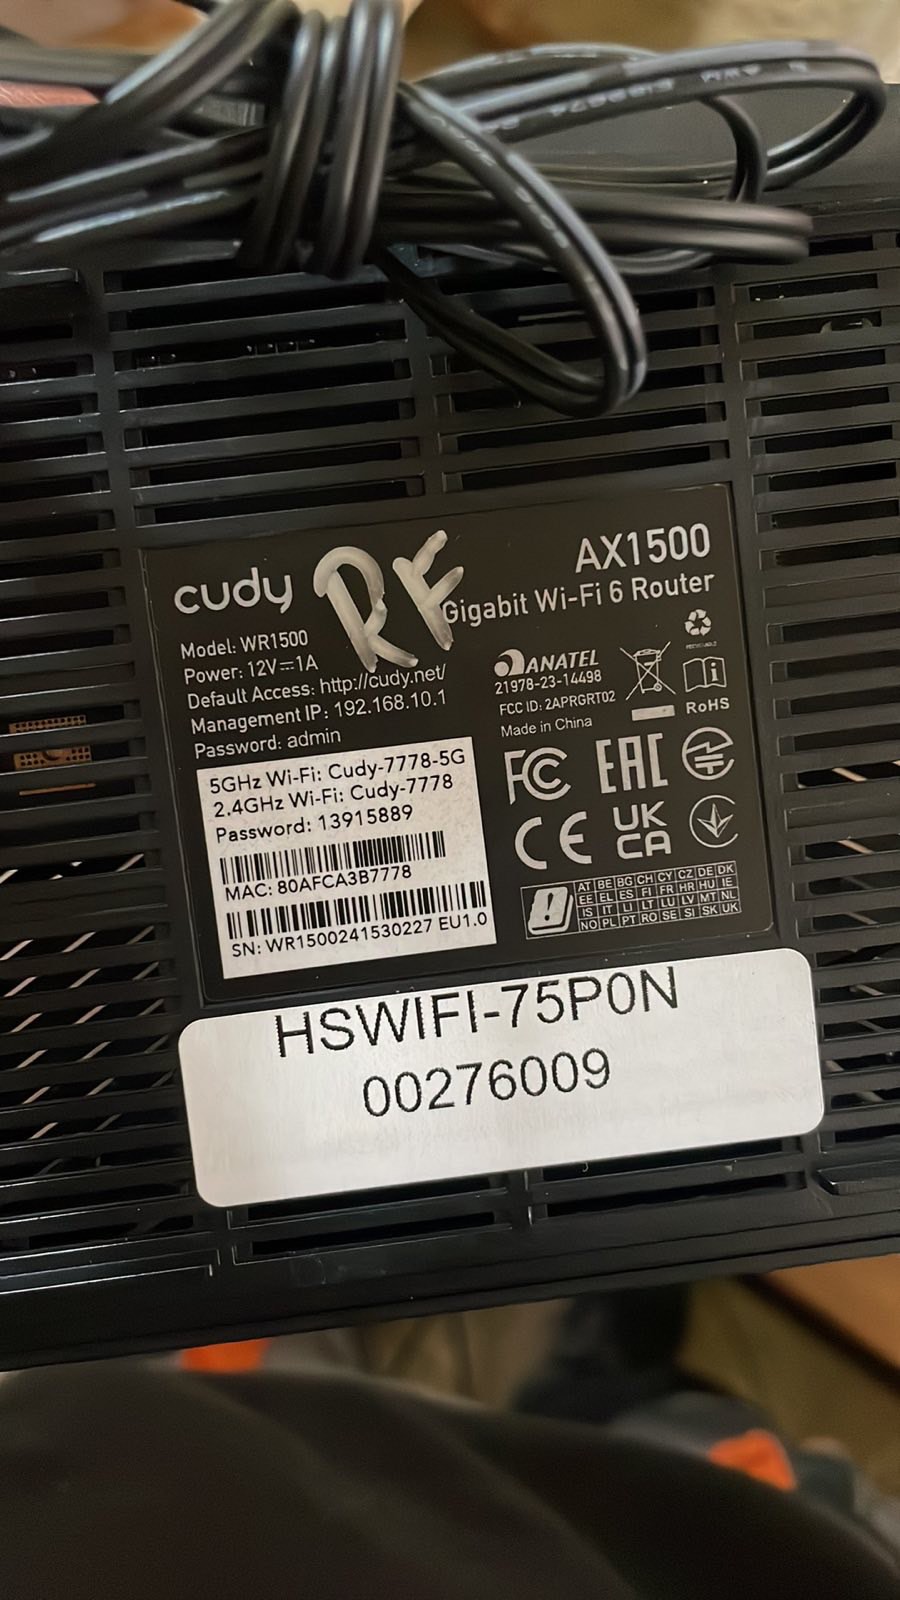 cudy
RF
AX1500
Gigabit Wi-Fi 6 Router
Model: WR1500
Power: 12V⎓1A
Default Access: http://cudy.net/
Management IP: 192.168.10.1
Password: admin
ANATEL
21978-23-14498
FCC ID: 2APRGRT02
Made in China
RoHS
5GHz Wi-Fi: Cudy-7778-5G
2.4GHz Wi-Fi: Cudy-7778
Password: 13915889
MAC: 80AFCA3B7778
SN: WR1500241530227 EU1.0
FC
EAC
CE
UK
CA
AT BE BG CH CY CZ DE DK
EE EL ES FI FR HR HU IE
IS IT LI LT LU LV MT NL
NO PL PT RO SE SI SK UK
HSWIFI-75P0N
00276009